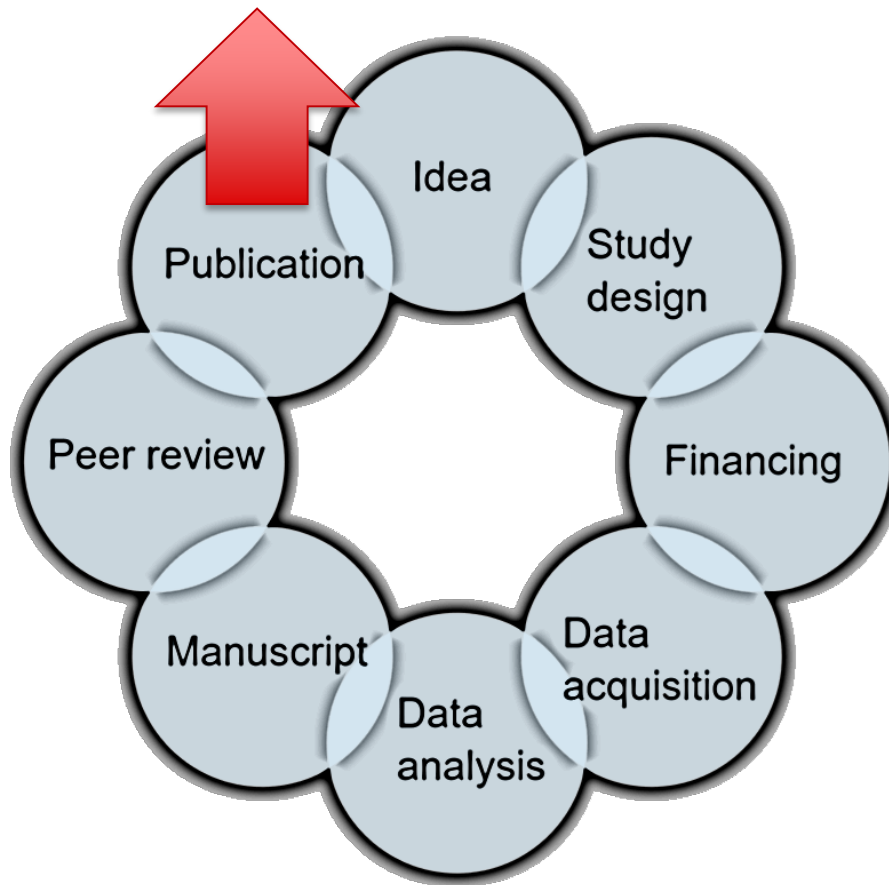 Idea
Study
design
Financing
Data
acquisition
Data
analysis
Manuscript
Peer review
Publication